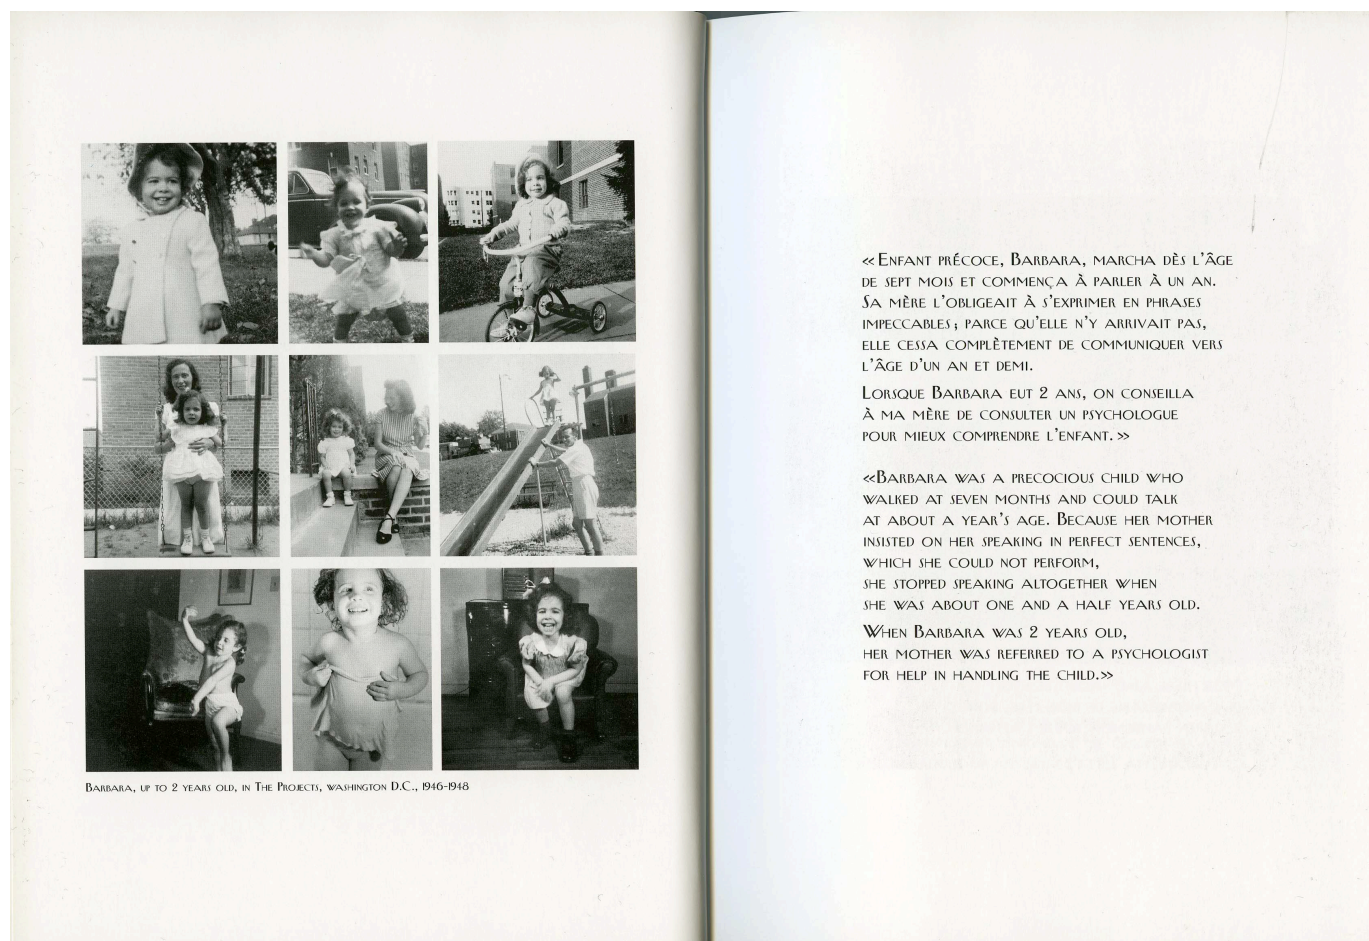 Barbara, up to 2 years old, in The Projects, Washington D.C., 1946-1948
«Enfant précoce, Barbara, marcha dès l'âge
de sept mois et commença à parler à un an.
Sa mère l'obligeait à s'exprimer en phrases
impeccables; parce qu'elle n'y arrivait pas,
elle cessa complètement de communiquer vers
l'âge d'un an et demi.
Lorsque Barbara eut 2 ans, on conseilla
à ma mère de consulter un psychologue
pour mieux comprendre l'enfant.»
«Barbara was a precocious child who
walked at seven months and could talk
at about a year's age. Because her mother
insisted on her speaking in perfect sentences,
which she could not perform,
she stopped speaking altogether when
she was about one and a half years old.
When Barbara was 2 years old,
her mother was referred to a psychologist
for help in handling the child.»